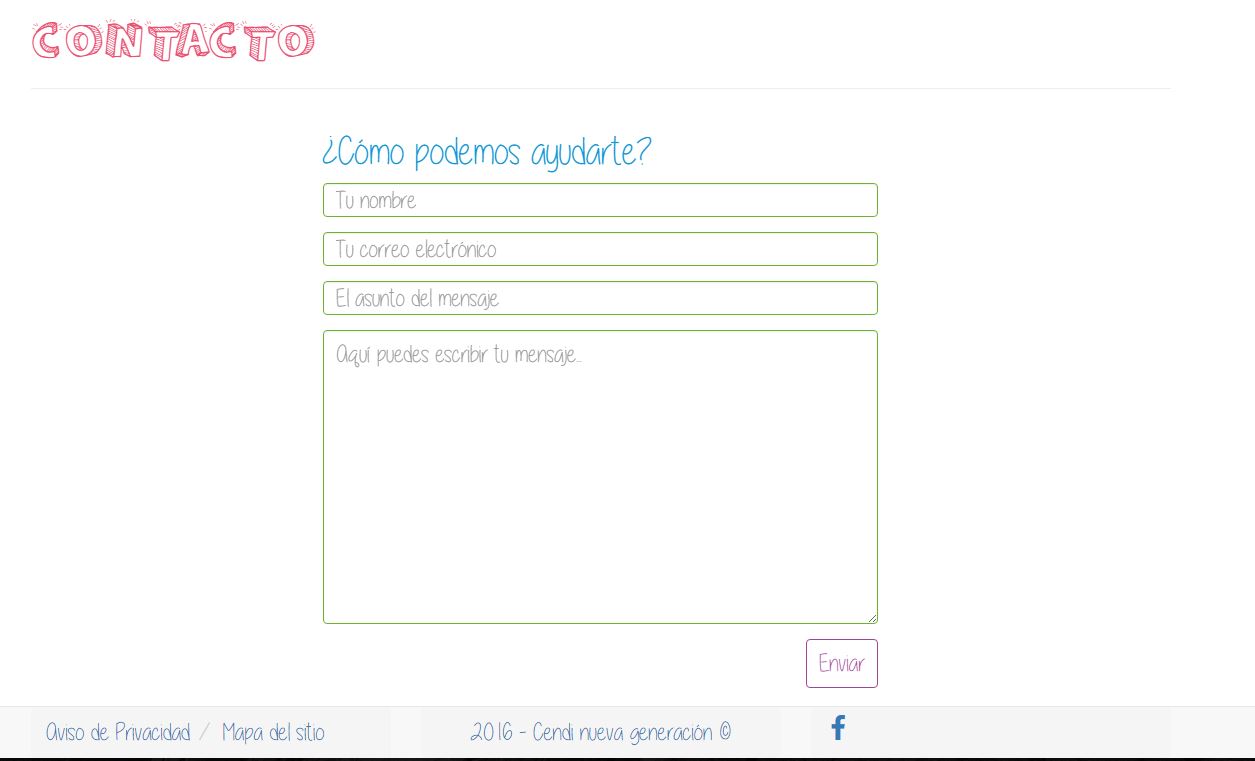 CONTACTO
¿Cómo podemos ayudarte?
Tu nombre
Tu correo electrónico
El asunto del mensaje
Aquí puedes escribir tu mensaje...
Enviar
Aviso de Privacidad / Mapa del sitio
2016 - Cendi nueva generación ©